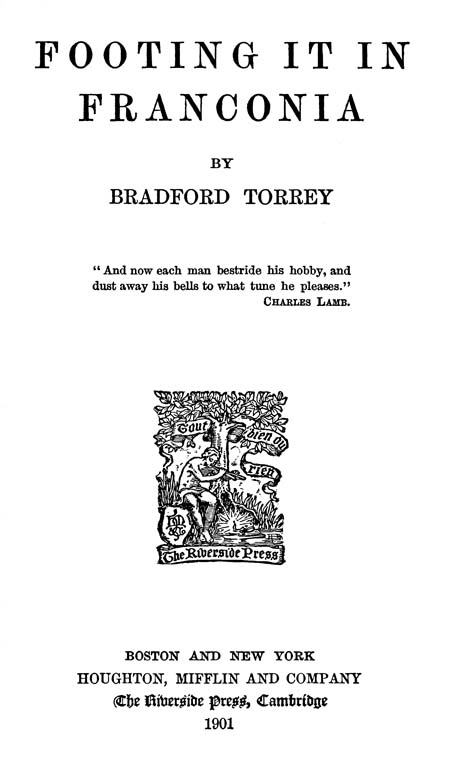 FOOTING IT IN
FRANCONIA
BY
BRADFORD TORREY
“And now each man bestride his hobby, and
dust away his bells to what tune he pleases.”
CHARLES LAMB.
Tout
bien ou
rien
The Riverside Press
BOSTON AND NEW YORK
HOUGHTON, MIFFLIN AND COMPANY
The Riverside Press, Cambridge
1901